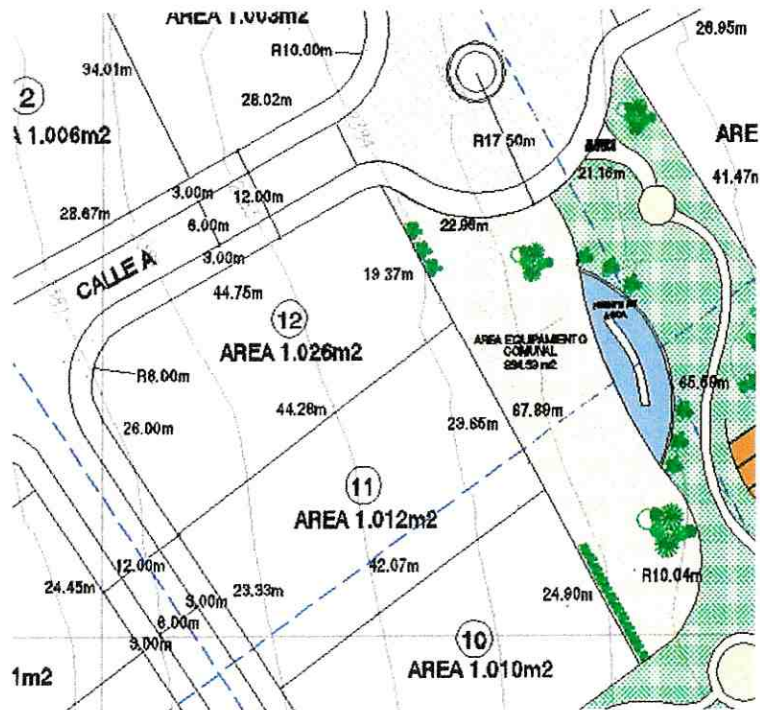 AREA 1.003m2
R10.00m
26.95m
34.01m
28.02m
2
A 1.006m2
R17.50m
ARE
21.16m
41.47m
3.00m
12.00m
28.67m
6.00m
22.96m
3.00m
CALLE A
44.75m
19.37m
12
AREA 1.026m2
AREA EQUIPAMIENTO
COMUNAL
R6.00m
65.69m
44.28m
67.89m
26.00m
23.65m
11
AREA 1.012m2
12.00m
42.07m
R10.04m
24.45m
23.33m
24.90m
3.00m
6.00m
3.00m
10
AREA 1.010m2
1m2